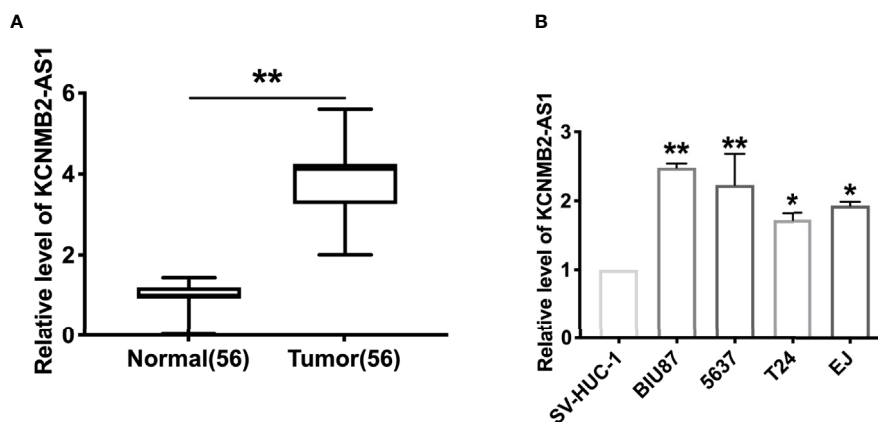 A
Relative level of KCNMB2-AS1
6
4
2
0
**
Normal(56)
Tumor(56)
B
Relative level of KCNMB2-AS1
3
2
1
0
**
**
*
*
SV-HUC-1
BIU87
5637
T24
EJ